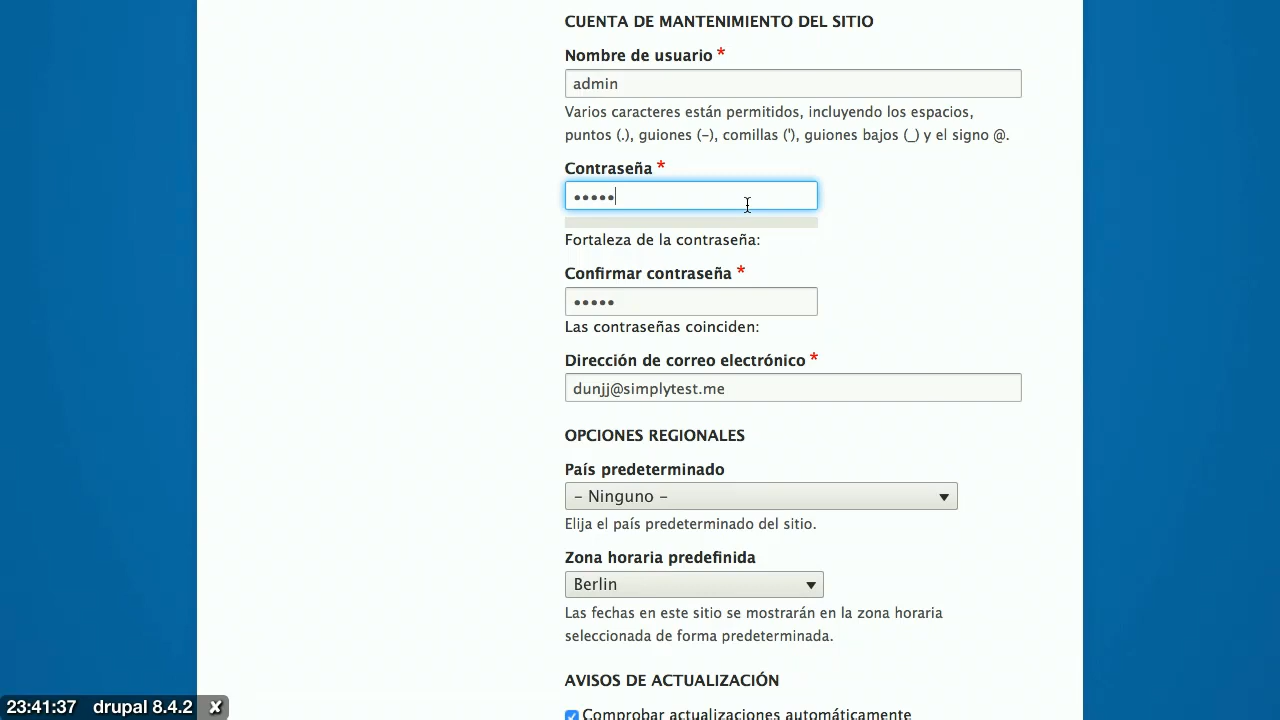 CUENTA DE MANTENIMIENTO DEL SITIO
Nombre de usuario *
admin
Varios caracteres están permitidos, incluyendo los espacios,
puntos (.), guiones (-), comillas ('), guiones bajos (_) y el signo @.
Contraseña *
•••••
Fortaleza de la contraseña:
Confirmar contraseña *
•••••
Las contraseñas coinciden:
Dirección de correo electrónico *
dunjj@simplytest.me
OPCIONES REGIONALES
País predeterminado
- Ninguno -
Elija el país predeterminado del sitio.
Zona horaria predefinida
Berlin
Las fechas en este sitio se mostrarán en la zona horaria
seleccionada de forma predeterminada.
AVISOS DE ACTUALIZACIÓN
Comprobar actualizaciones automáticamente
23:41:37 drupal 8.4.2 ✘